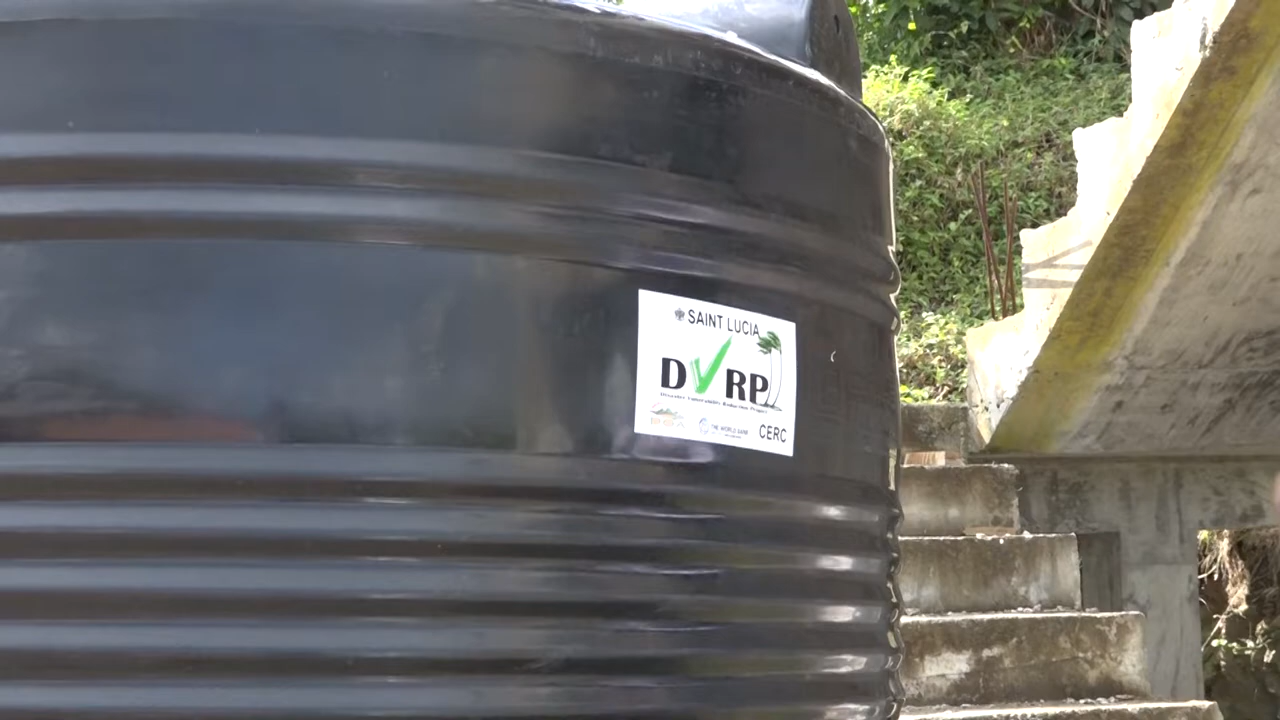 SAINT LUCIA
DVRP
Disaster Vulnerability Reduction Project
THE WORLD BANK
CERC